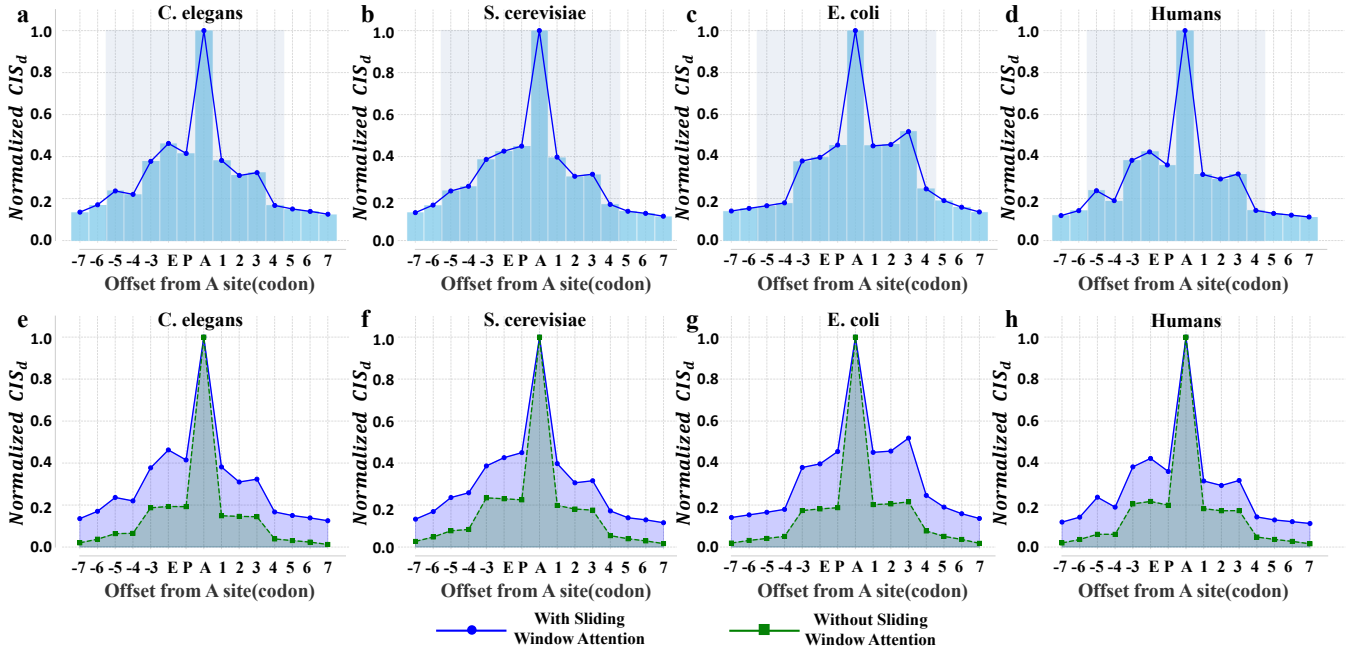 a
C. elegans
b
S. cerevisiae
c
E. coli
d
Humans
Normalized CIS_d
1.0
0.8
0.6
0.4
0.2
0.0
-7 -6 -5 -4 -3 E P A 1 2 3 4 5 6 7
Offset from A site(codon)
Normalized CIS_d
1.0
0.8
0.6
0.4
0.2
0.0
-7 -6 -5 -4 -3 E P A 1 2 3 4 5 6 7
Offset from A site(codon)
Normalized CIS_d
1.0
0.8
0.6
0.4
0.2
0.0
-7 -6 -5 -4 -3 E P A 1 2 3 4 5 6 7
Offset from A site(codon)
Normalized CIS_d
1.0
0.8
0.6
0.4
0.2
0.0
-7 -6 -5 -4 -3 E P A 1 2 3 4 5 6 7
Offset from A site(codon)
e
C. elegans
f
S. cerevisiae
g
E. coli
h
Humans
Normalized CIS_d
1.0
0.8
0.6
0.4
0.2
0.0
-7 -6 -5 -4 -3 E P A 1 2 3 4 5 6 7
Offset from A site(codon)
Normalized CIS_d
1.0
0.8
0.6
0.4
0.2
0.0
-7 -6 -5 -4 -3 E P A 1 2 3 4 5 6 7
Offset from A site(codon)
Normalized CIS_d
1.0
0.8
0.6
0.4
0.2
0.0
-7 -6 -5 -4 -3 E P A 1 2 3 4 5 6 7
Offset from A site(codon)
Normalized CIS_d
1.0
0.8
0.6
0.4
0.2
0.0
-7 -6 -5 -4 -3 E P A 1 2 3 4 5 6 7
Offset from A site(codon)
With Sliding
Window Attention
Without Sliding
Window Attention